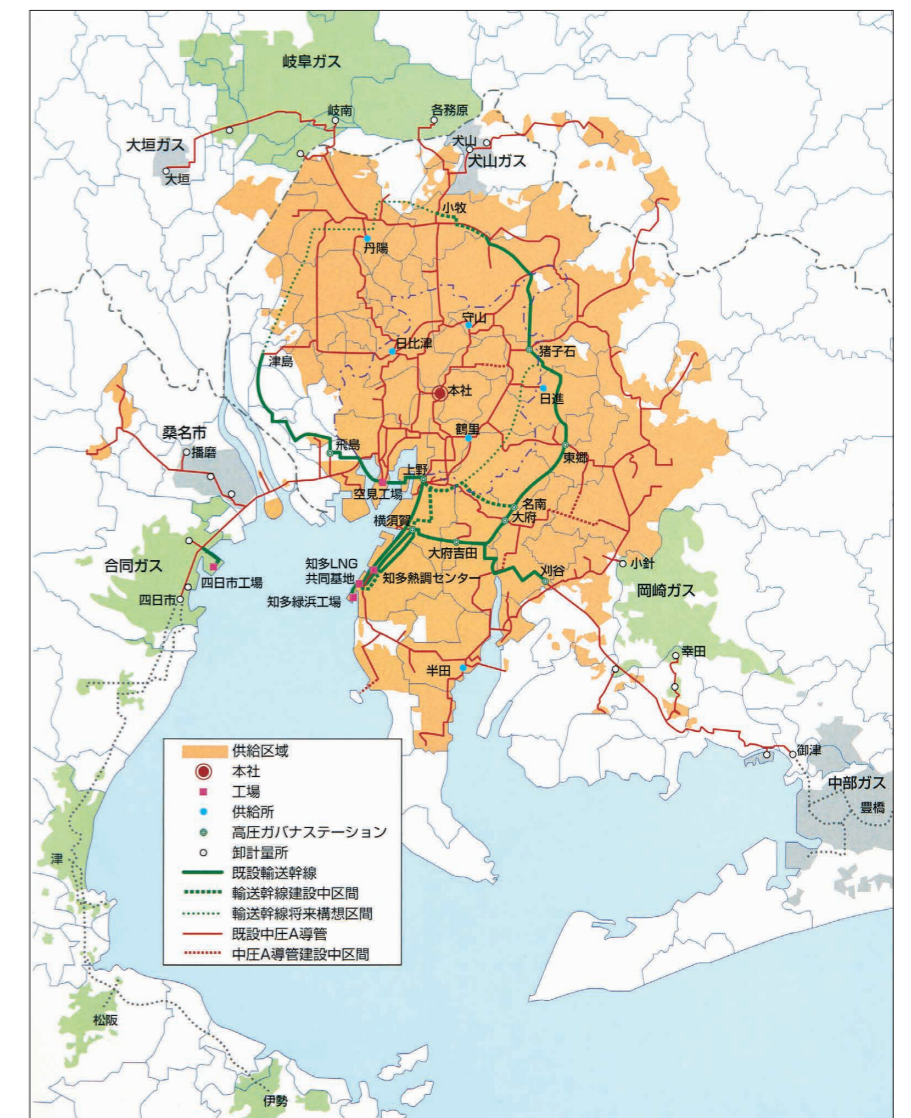 岐阜ガス
岐南
各務原
大垣ガス
大垣
犬山
犬山ガス
小牧
丹陽
守山
日比津
猪子石
津島
本社
日進
桑名市
播磨
飛島
鶴里
東郷
上野
空見工場
名南
大府
横須賀
大府吉田
合同ガス
四日市工場
四日市
知多LNG
共同基地
知多熱調センター
知多緑浜工場
刈谷
小針
岡崎ガス
幸田
半田
御津
中部ガス
豊橋
津
松阪
伊勢
供給区域
本社
工場
供給所
高圧ガバナステーション
卸計量所
既設輸送幹線
輸送幹線建設中区間
輸送幹線将来構想区間
既設中圧A導管
中圧A導管建設中区間